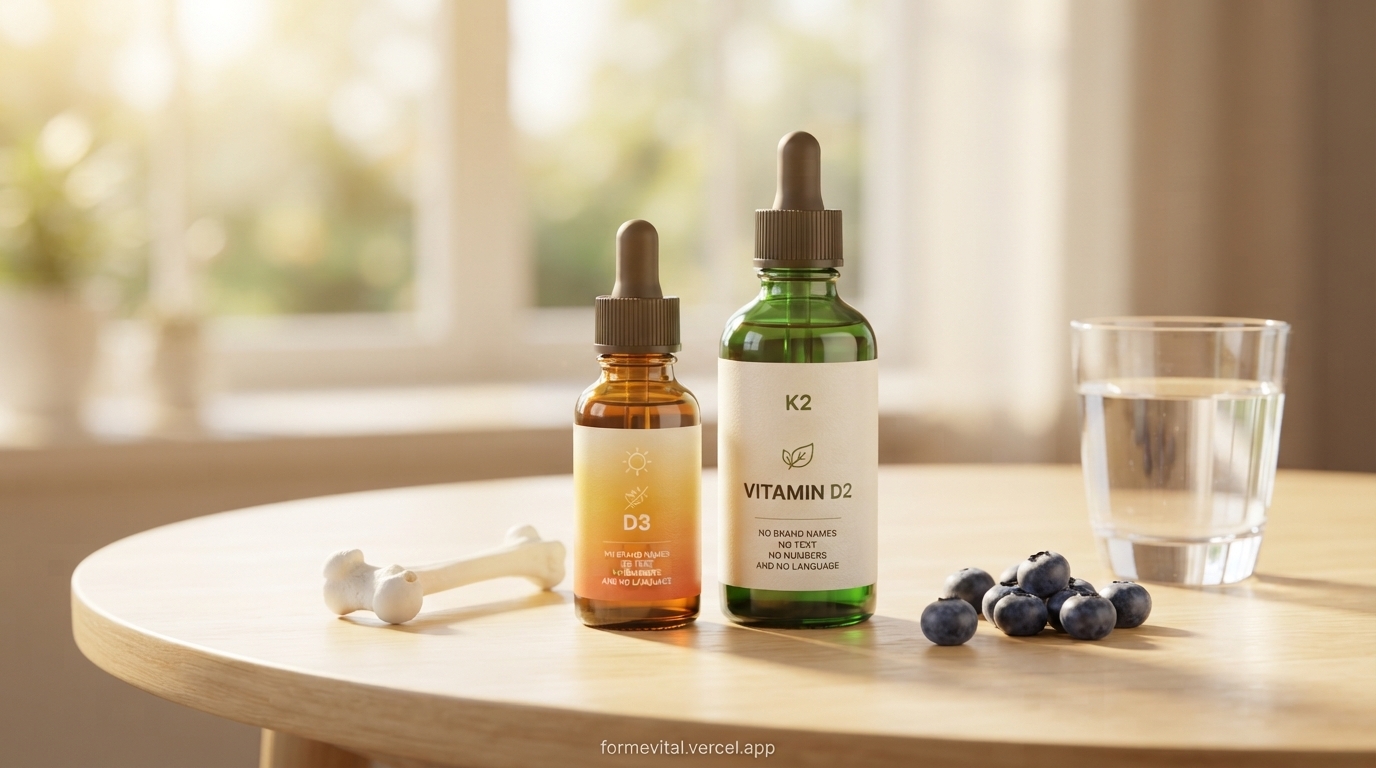 D3
K2
VITAMIN D2
NO BRAND NAMES
NO TEXT
NO NUMBERS
AND NO LANGUAGE
formevital.vercel.app